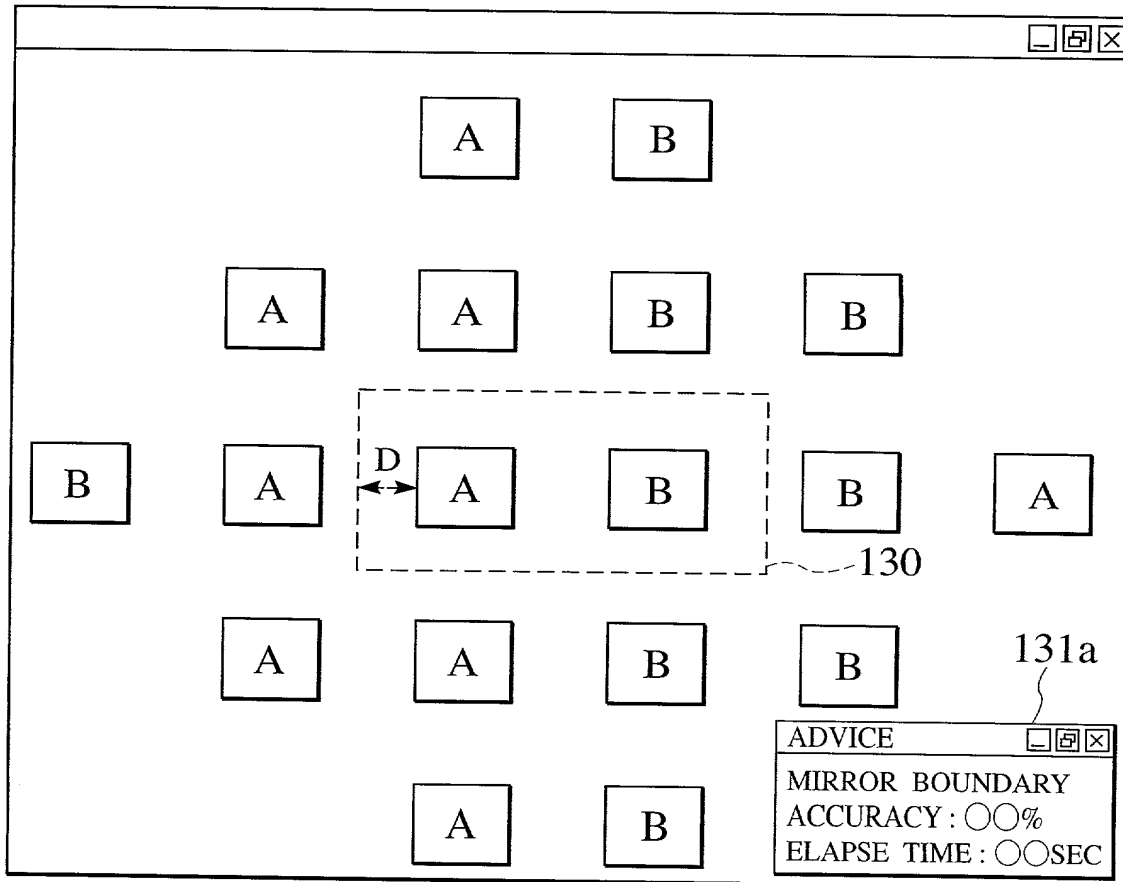 A B
A A B B
D
B A A B B A
130
A A B B
131a
ADVICE
MIRROR BOUNDARY
A B
ACCURACY : ○○%
ELAPSE TIME : ○○SEC